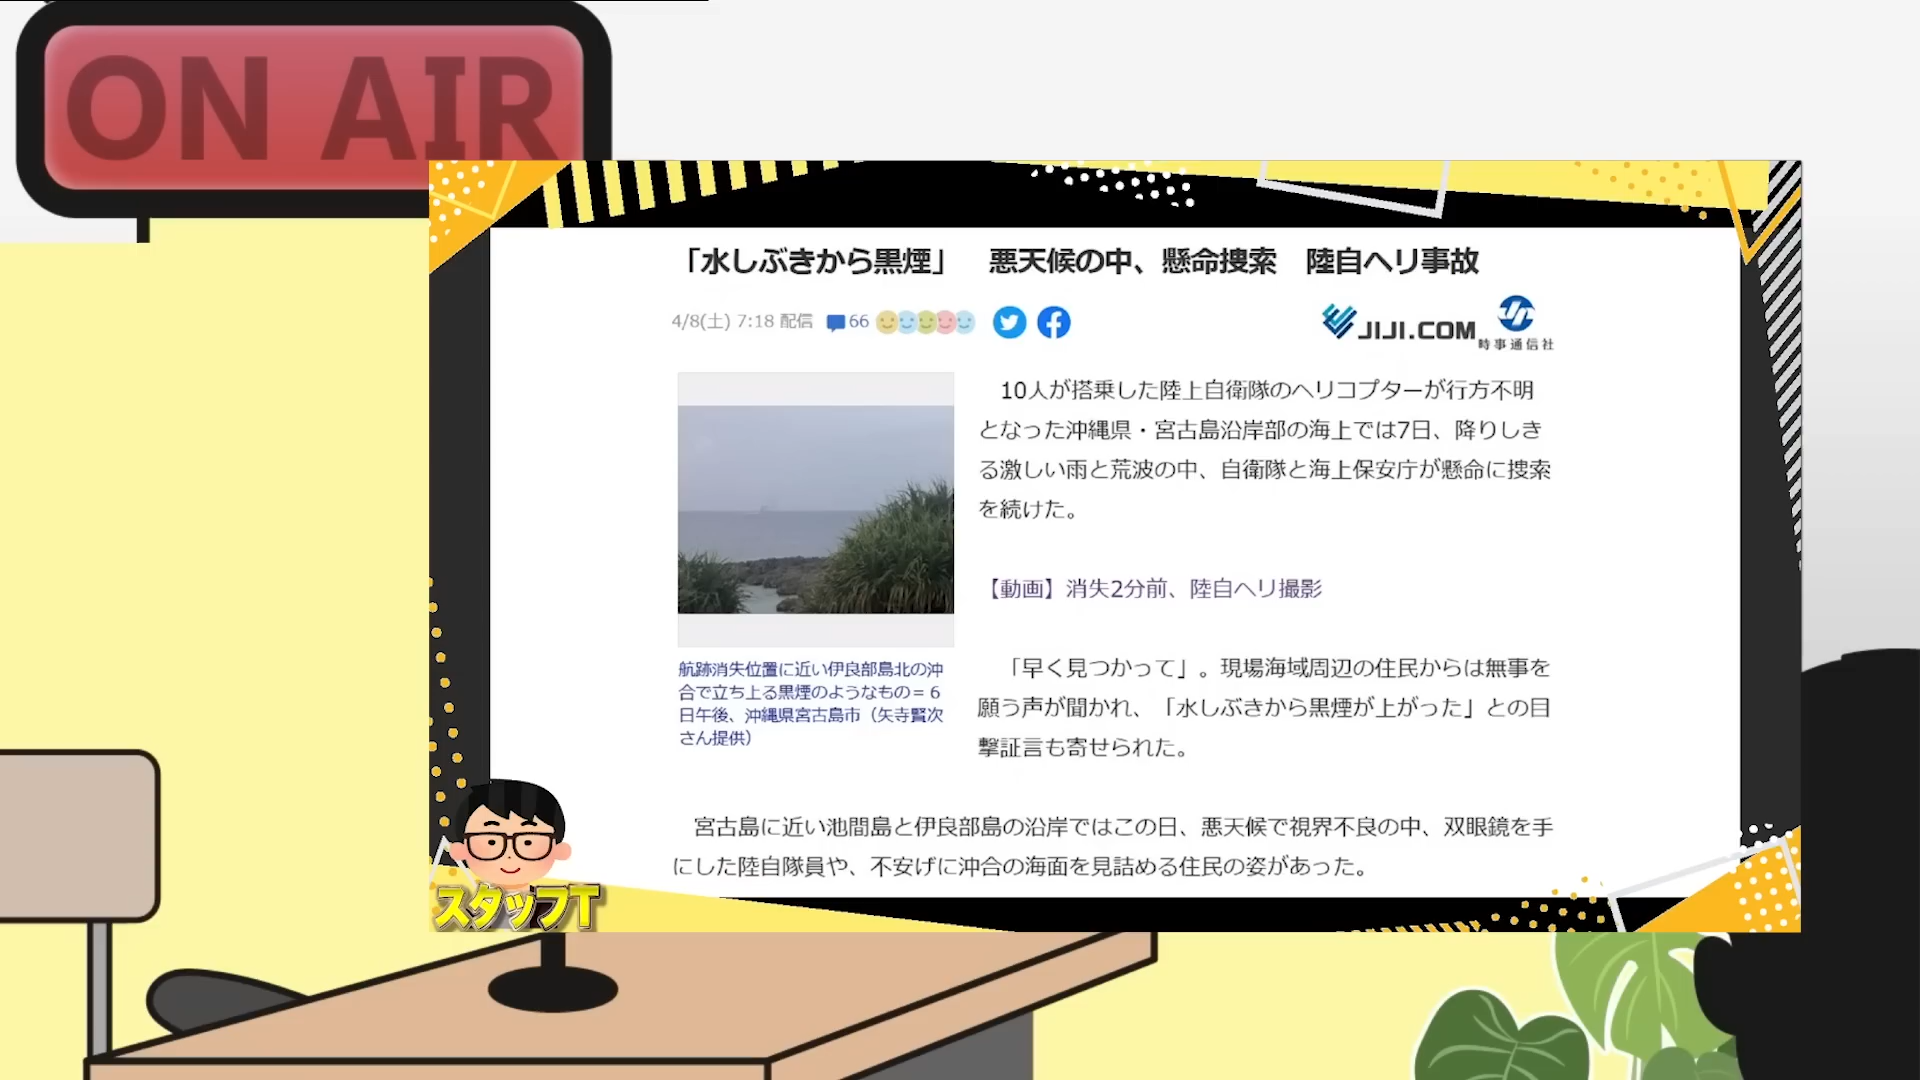 ON AIR
「水しぶきから黒煙」　悪天候の中、懸命捜索　陸自ヘリ事故
4/8(土) 7:18 配信 66
JIJI.COM
時事通信社
10人が搭乗した陸上自衛隊のヘリコプターが行方不明
となった沖縄県・宮古島沿岸部の海上では7日、降りしき
る激しい雨と荒波の中、自衛隊と海上保安庁が懸命に捜索
を続けた。
【動画】消失2分前、陸自ヘリ撮影
「早く見つかって」。現場海域周辺の住民からは無事を
願う声が聞かれ、「水しぶきから黒煙が上がった」との目
撃証言も寄せられた。
航跡消失位置に近い伊良部島北の沖
合で立ち上る黒煙のようなもの＝６
日午後、沖縄県宮古島市（矢寺賢次
さん提供）
宮古島に近い池間島と伊良部島の沿岸ではこの日、悪天候で視界不良の中、双眼鏡を手
にした陸自隊員や、不安げに沖合の海面を見詰める住民の姿があった。
スタッフT